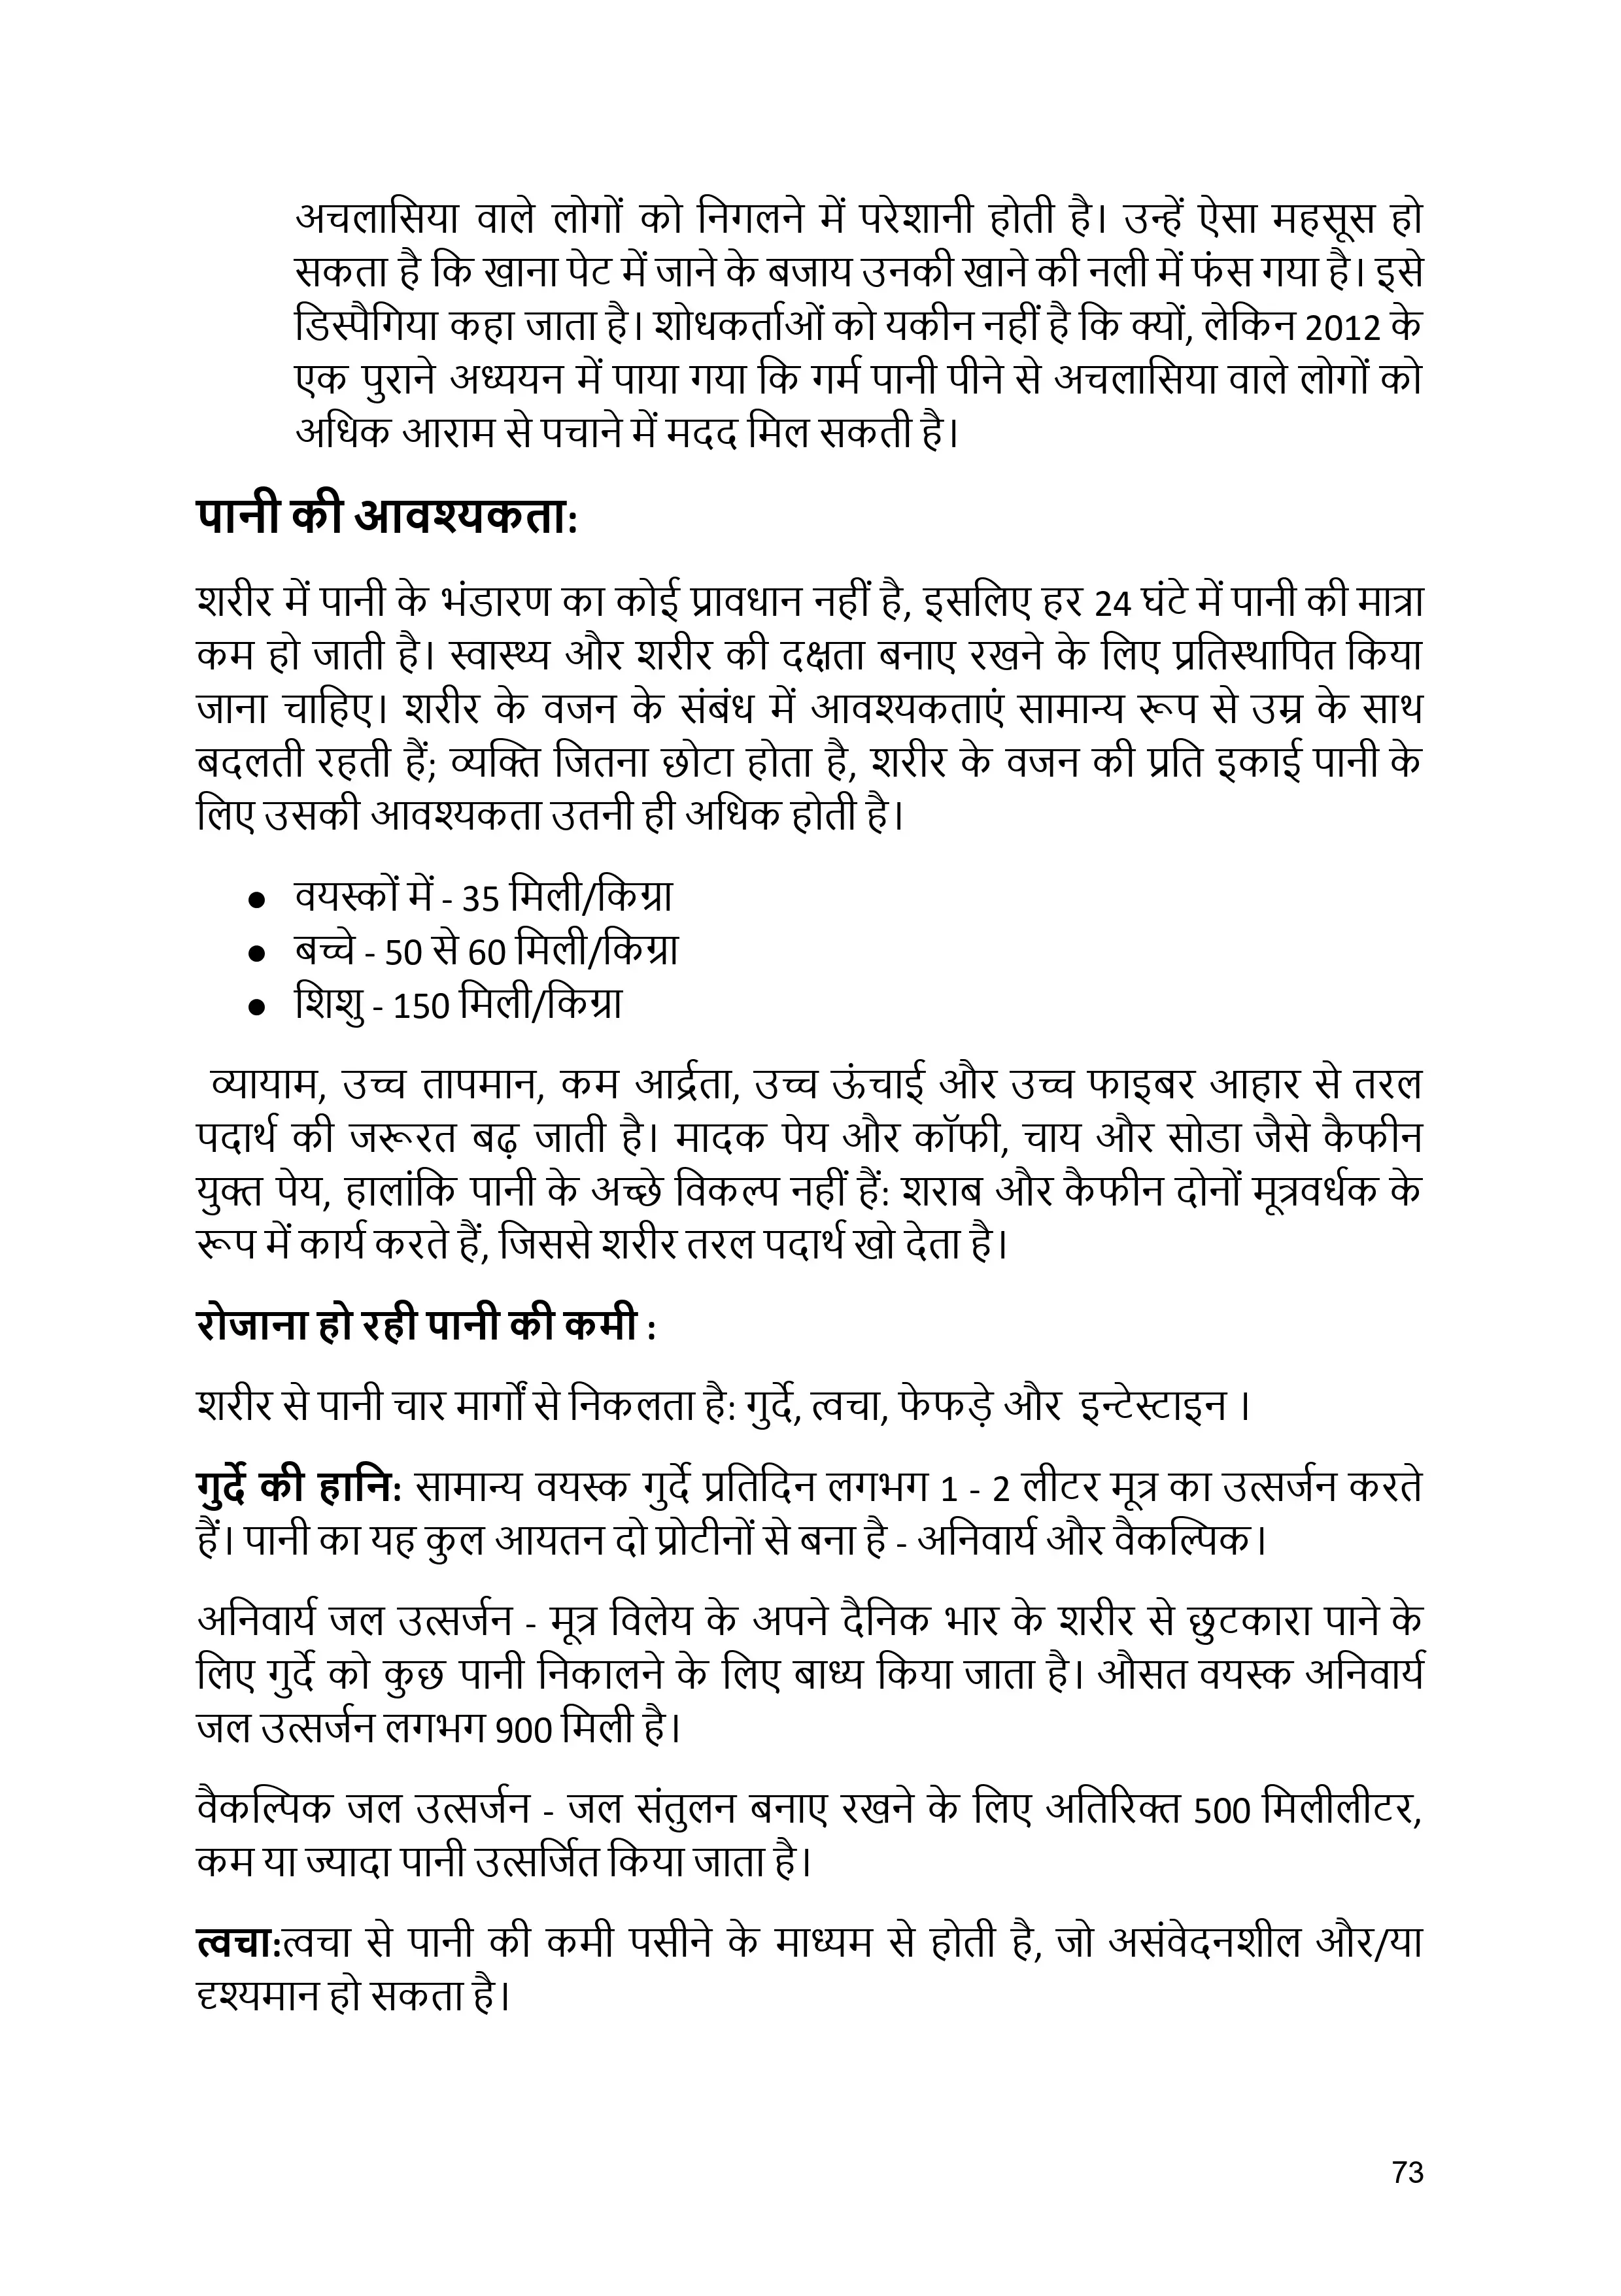 अचलासिया वाले लोगों को निगलने में परेशानी होती है। उन्हें ऐसा महसूस हो
सकता है कि खाना पेट में जाने के बजाय उनकी खाने की नली में फंस गया है। इसे
डिस्पैगिया कहा जाता है। शोधकर्ताओं को यकीन नहीं है कि क्यों, लेकिन 2012 के
एक पुराने अध्ययन में पाया गया कि गर्म पानी पीने से अचलासिया वाले लोगों को
अधिक आराम से पचाने में मदद मिल सकती है।
पानी की आवश्यकता:
शरीर में पानी के भंडारण का कोई प्रावधान नहीं है, इसलिए हर 24 घंटे में पानी की मात्रा
कम हो जाती है। स्वास्थ्य और शरीर की दक्षता बनाए रखने के लिए प्रतिस्थापित किया
जाना चाहिए। शरीर के वजन के संबंध में आवश्यकताएं सामान्य रूप से उम्र के साथ
बदलती रहती हैं; व्यक्ति जितना छोटा होता है, शरीर के वजन की प्रति इकाई पानी के
लिए उसकी आवश्यकता उतनी ही अधिक होती है।
● वयस्कों में - 35 मिली/किग्रा
● बच्चे - 50 से 60 मिली/किग्रा
● शिशु - 150 मिली/किग्रा
व्यायाम, उच्च तापमान, कम आर्द्रता, उच्च ऊंचाई और उच्च फाइबर आहार से तरल
पदार्थ की जरूरत बढ़ जाती है। मादक पेय और कॉफी, चाय और सोडा जैसे कैफीन
युक्त पेय, हालांकि पानी के अच्छे विकल्प नहीं हैं: शराब और कैफीन दोनों मूत्रवर्धक के
रूप में कार्य करते हैं, जिससे शरीर तरल पदार्थ खो देता है।
रोजाना हो रही पानी की कमी :
शरीर से पानी चार मार्गों से निकलता है: गुर्दे, त्वचा, फेफड़े और इन्टेस्टाइन ।
गुर्दे की हानि: सामान्य वयस्क गुर्दे प्रतिदिन लगभग 1 - 2 लीटर मूत्र का उत्सर्जन करते
हैं। पानी का यह कुल आयतन दो प्रोटीनों से बना है - अनिवार्य और वैकल्पिक।
अनिवार्य जल उत्सर्जन - मूत्र विलेय के अपने दैनिक भार के शरीर से छुटकारा पाने के
लिए गुर्दे को कुछ पानी निकालने के लिए बाध्य किया जाता है। औसत वयस्क अनिवार्य
जल उत्सर्जन लगभग 900 मिली है।
वैकल्पिक जल उत्सर्जन - जल संतुलन बनाए रखने के लिए अतिरिक्त 500 मिलीलीटर,
कम या ज्यादा पानी उत्सर्जित किया जाता है।
त्वचा:त्वचा से पानी की कमी पसीने के माध्यम से होती है, जो असंवेदनशील और/या
दृश्यमान हो सकता है।
73